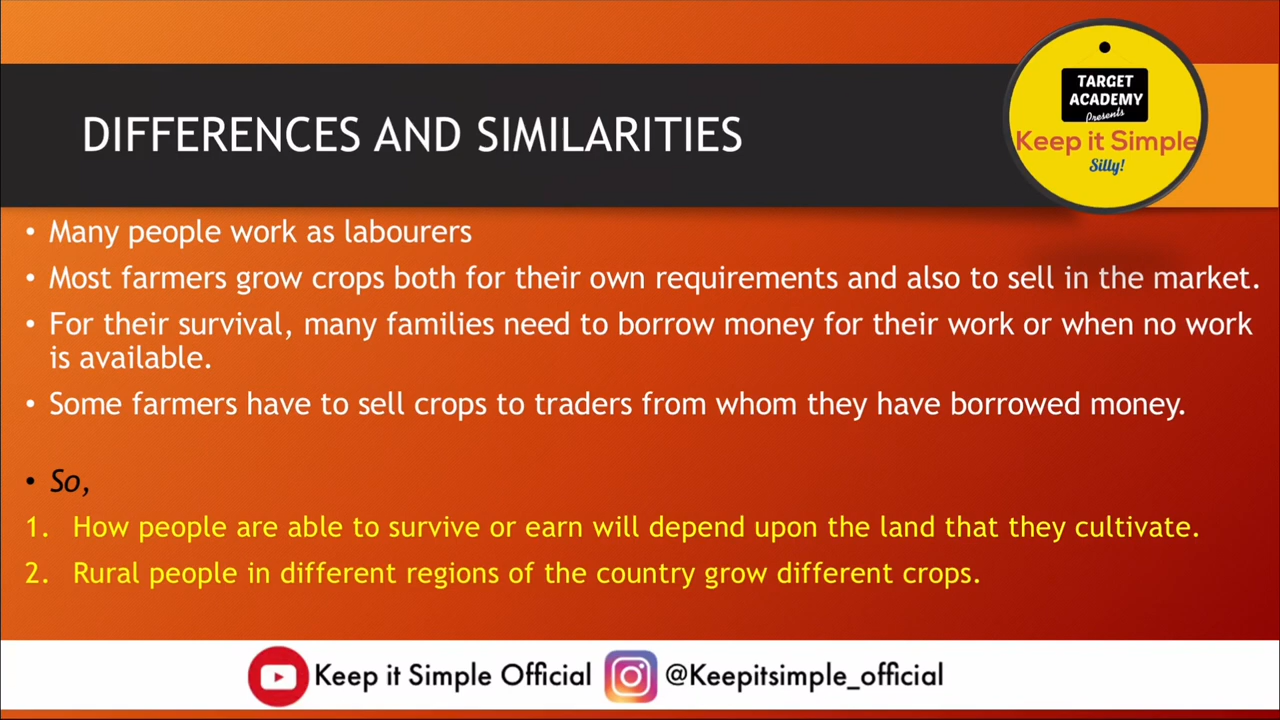 TARGET
ACADEMY
Presents
Keep it Simple
Silly!
DIFFERENCES AND SIMILARITIES
• Many people work as labourers
• Most farmers grow crops both for their own requirements and also to sell in the market.
• For their survival, many families need to borrow money for their work or when no work
is available.
• Some farmers have to sell crops to traders from whom they have borrowed money.
• So,
1. How people are able to survive or earn will depend upon the land that they cultivate.
2. Rural people in different regions of the country grow different crops.
Keep it Simple Official @Keepitsimple_official